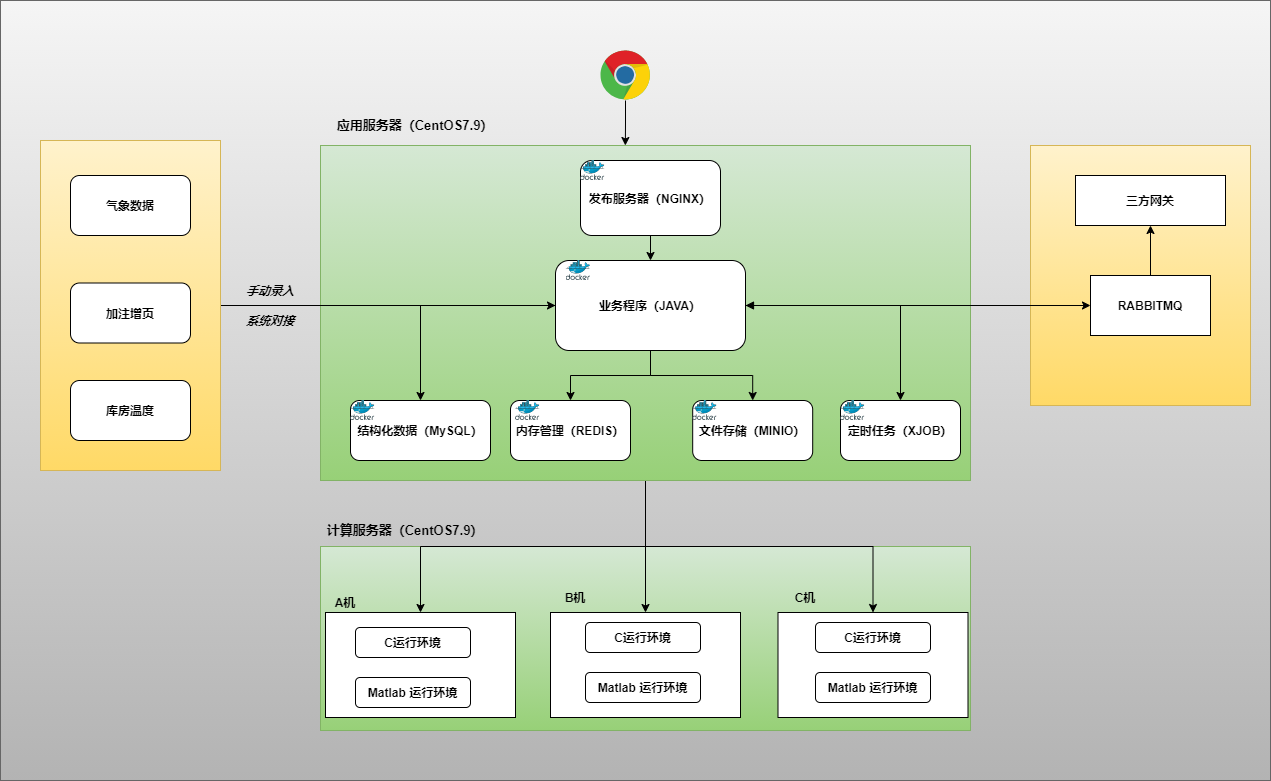 应用服务器（CentOS7.9）
docker
发布服务器（NGINX）
气象数据
加注增页
库房温度
手动录入
系统对接
docker
业务程序（JAVA）
三方网关
RABBITMQ
docker
结构化数据（MySQL）
docker
内存管理（REDIS）
docker
文件存储（MINIO）
docker
定时任务（XJOB）
计算服务器（CentOS7.9）
A机
C运行环境
Matlab 运行环境
B机
C运行环境
Matlab 运行环境
C机
C运行环境
Matlab 运行环境